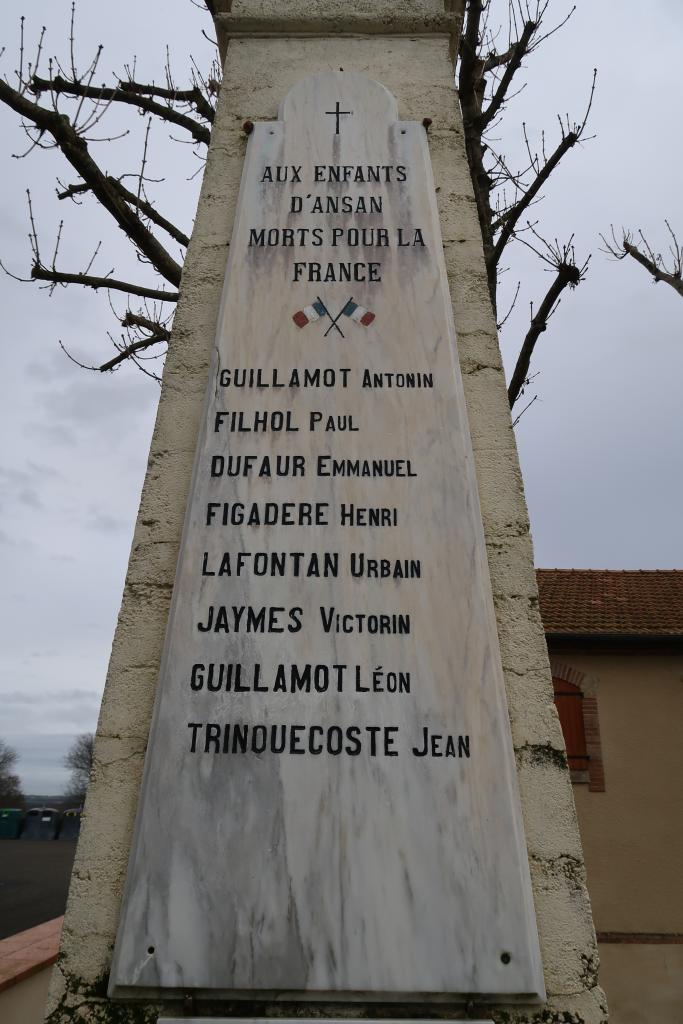 AUX ENFANTS
D'ANSAN
MORTS POUR LA
FRANCE
GUILLAMOT ANTONIN
FILHOL PAUL
DUFAUR EMMANUEL
FIGADERE HENRI
LAFONTAN URBAIN
JAYMES VICTORIN
GUILLAMOT LÉON
TRINQUECOSTE JEAN